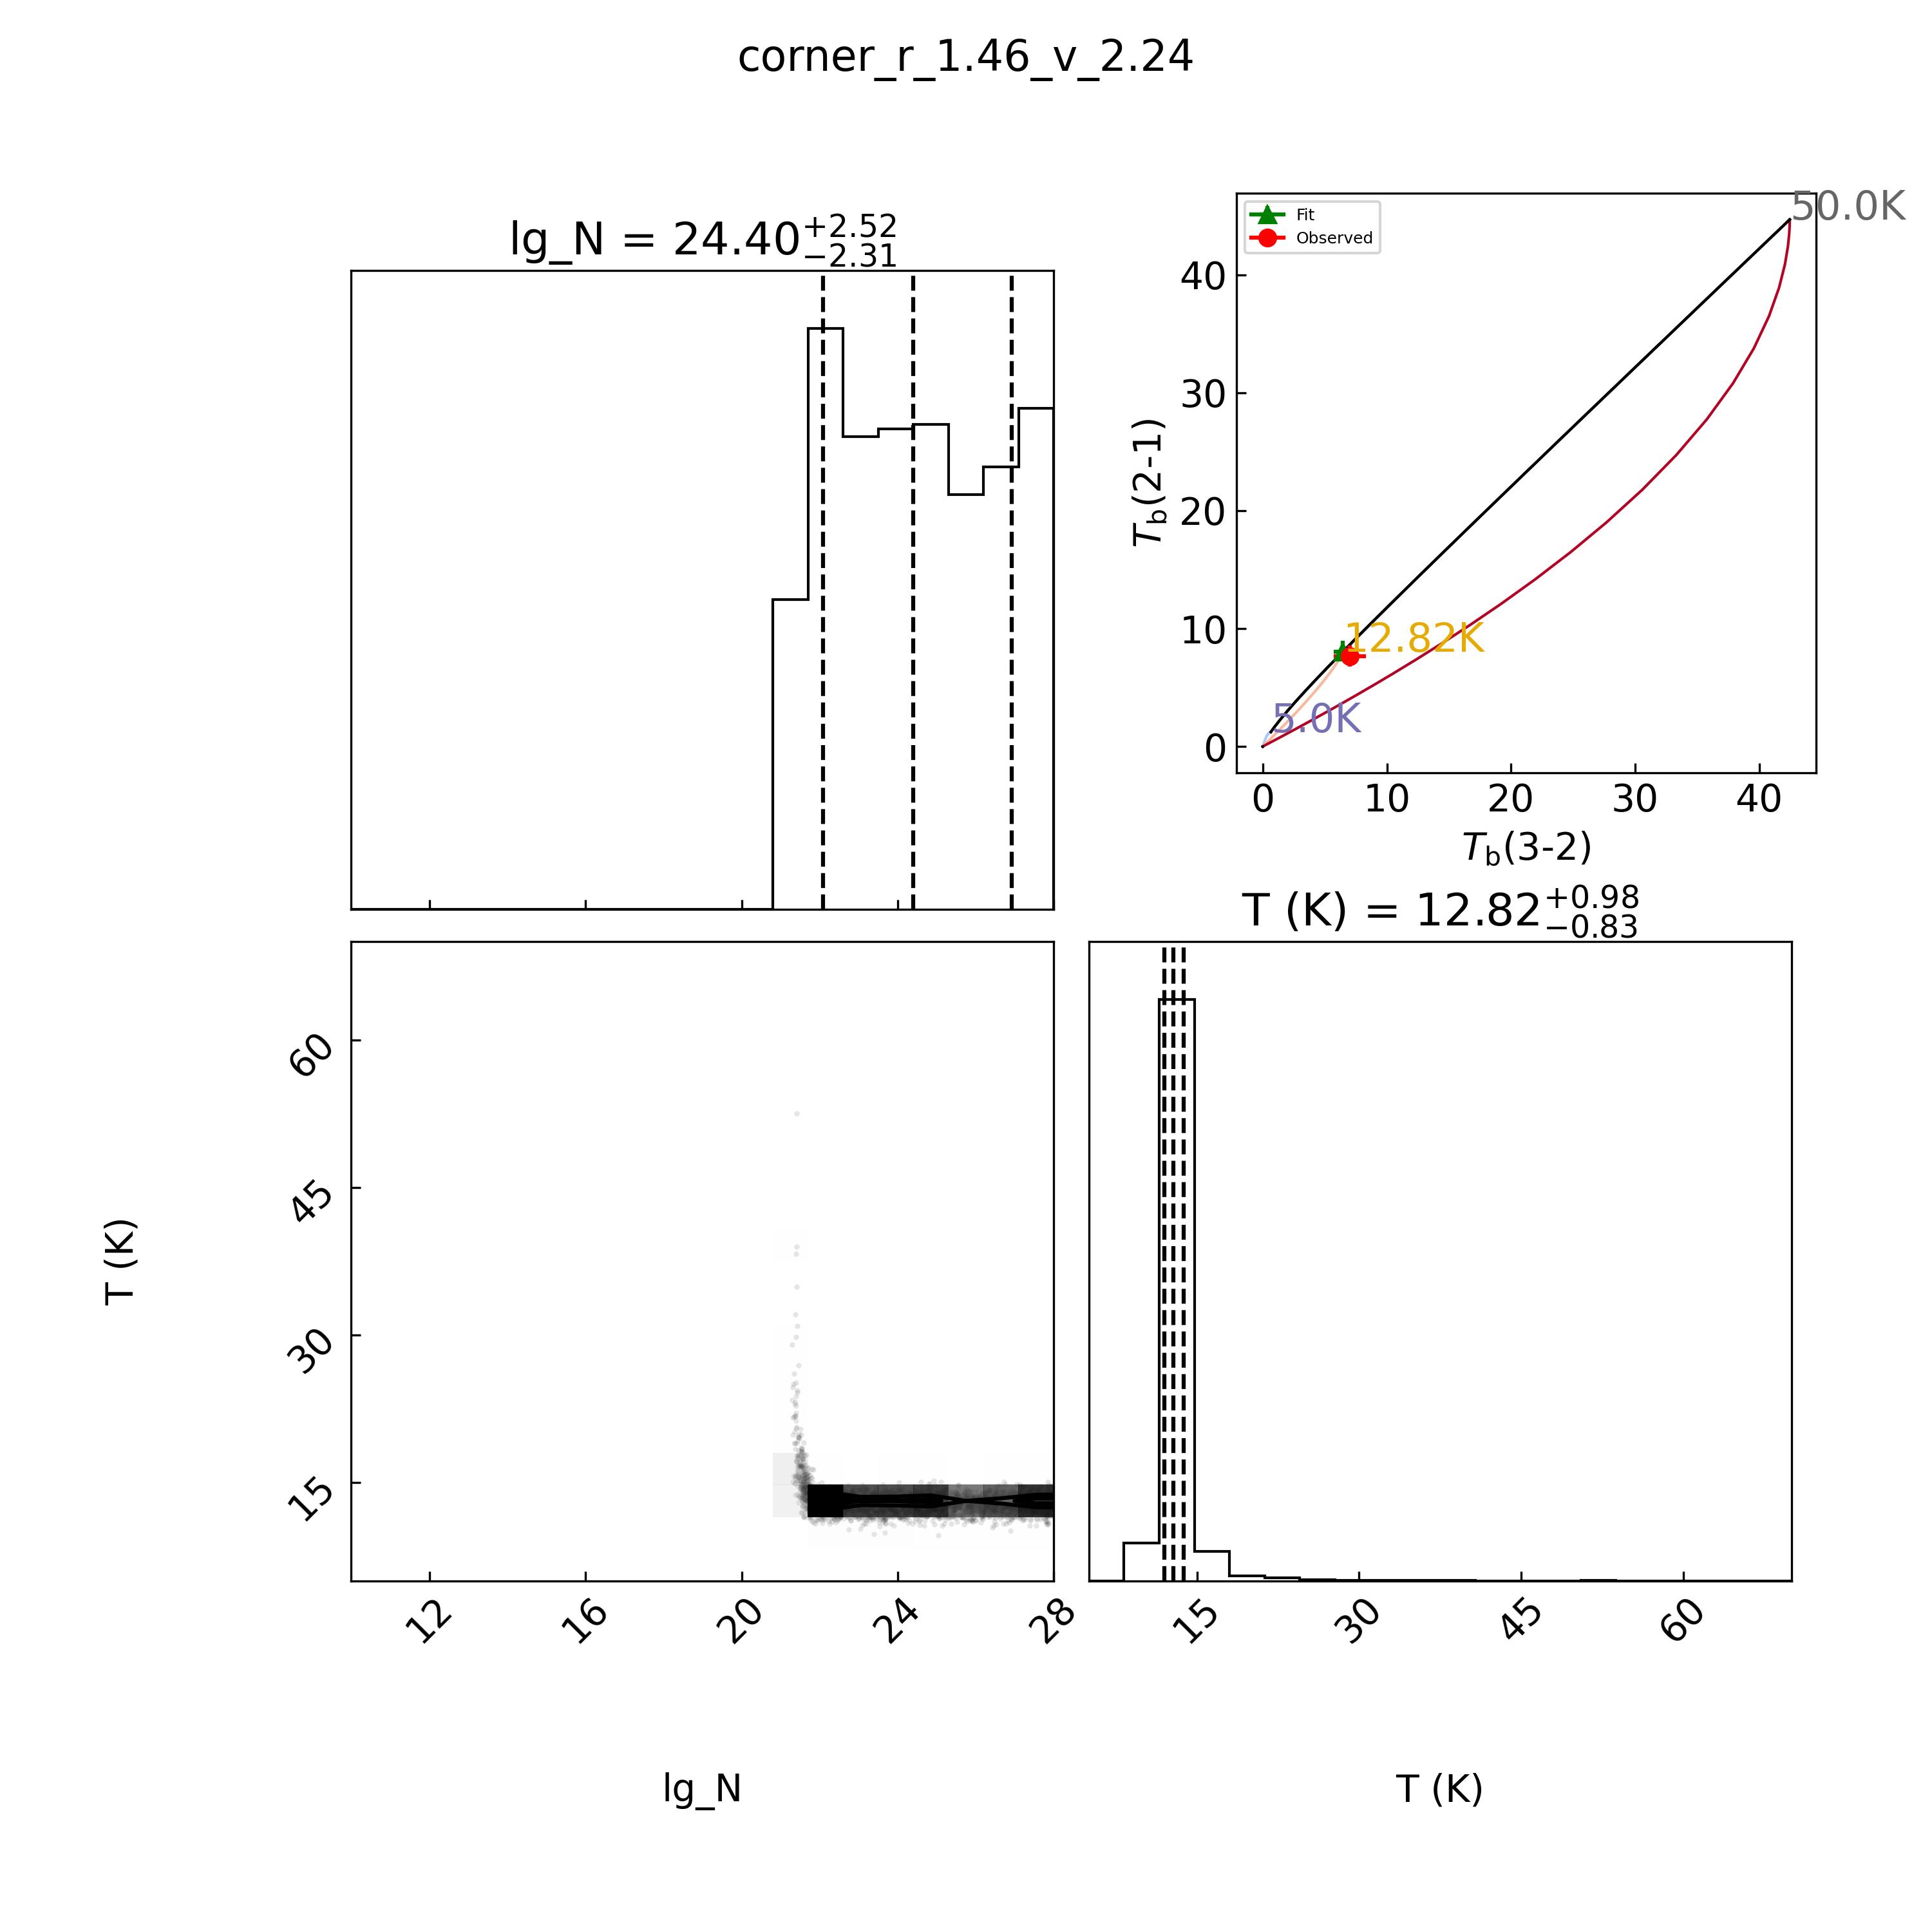 corner_r_1.46_v_2.24
lg_N = 24.40+2.52−2.31
50.0K
Fit
Observed
40
30
20
10
0
Tb(2-1)
12.82K
5.0K
0 10 20 30 40
Tb(3-2)
T (K) = 12.82+0.98−0.83
60
45
30
15
T (K)
12 16 20 24 28
15 30 45 60
lg_N
T (K)